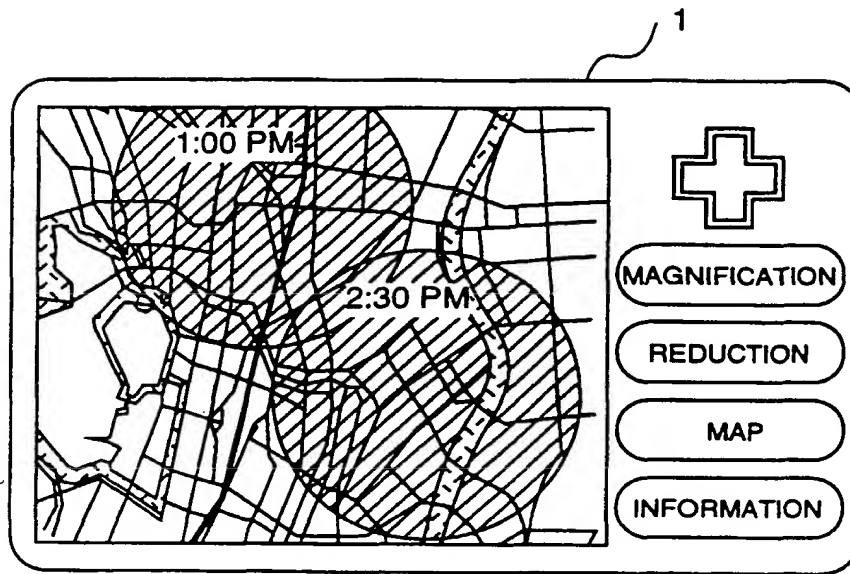 1
1:00 PM
2:30 PM
MAGNIFICATION
REDUCTION
MAP
INFORMATION